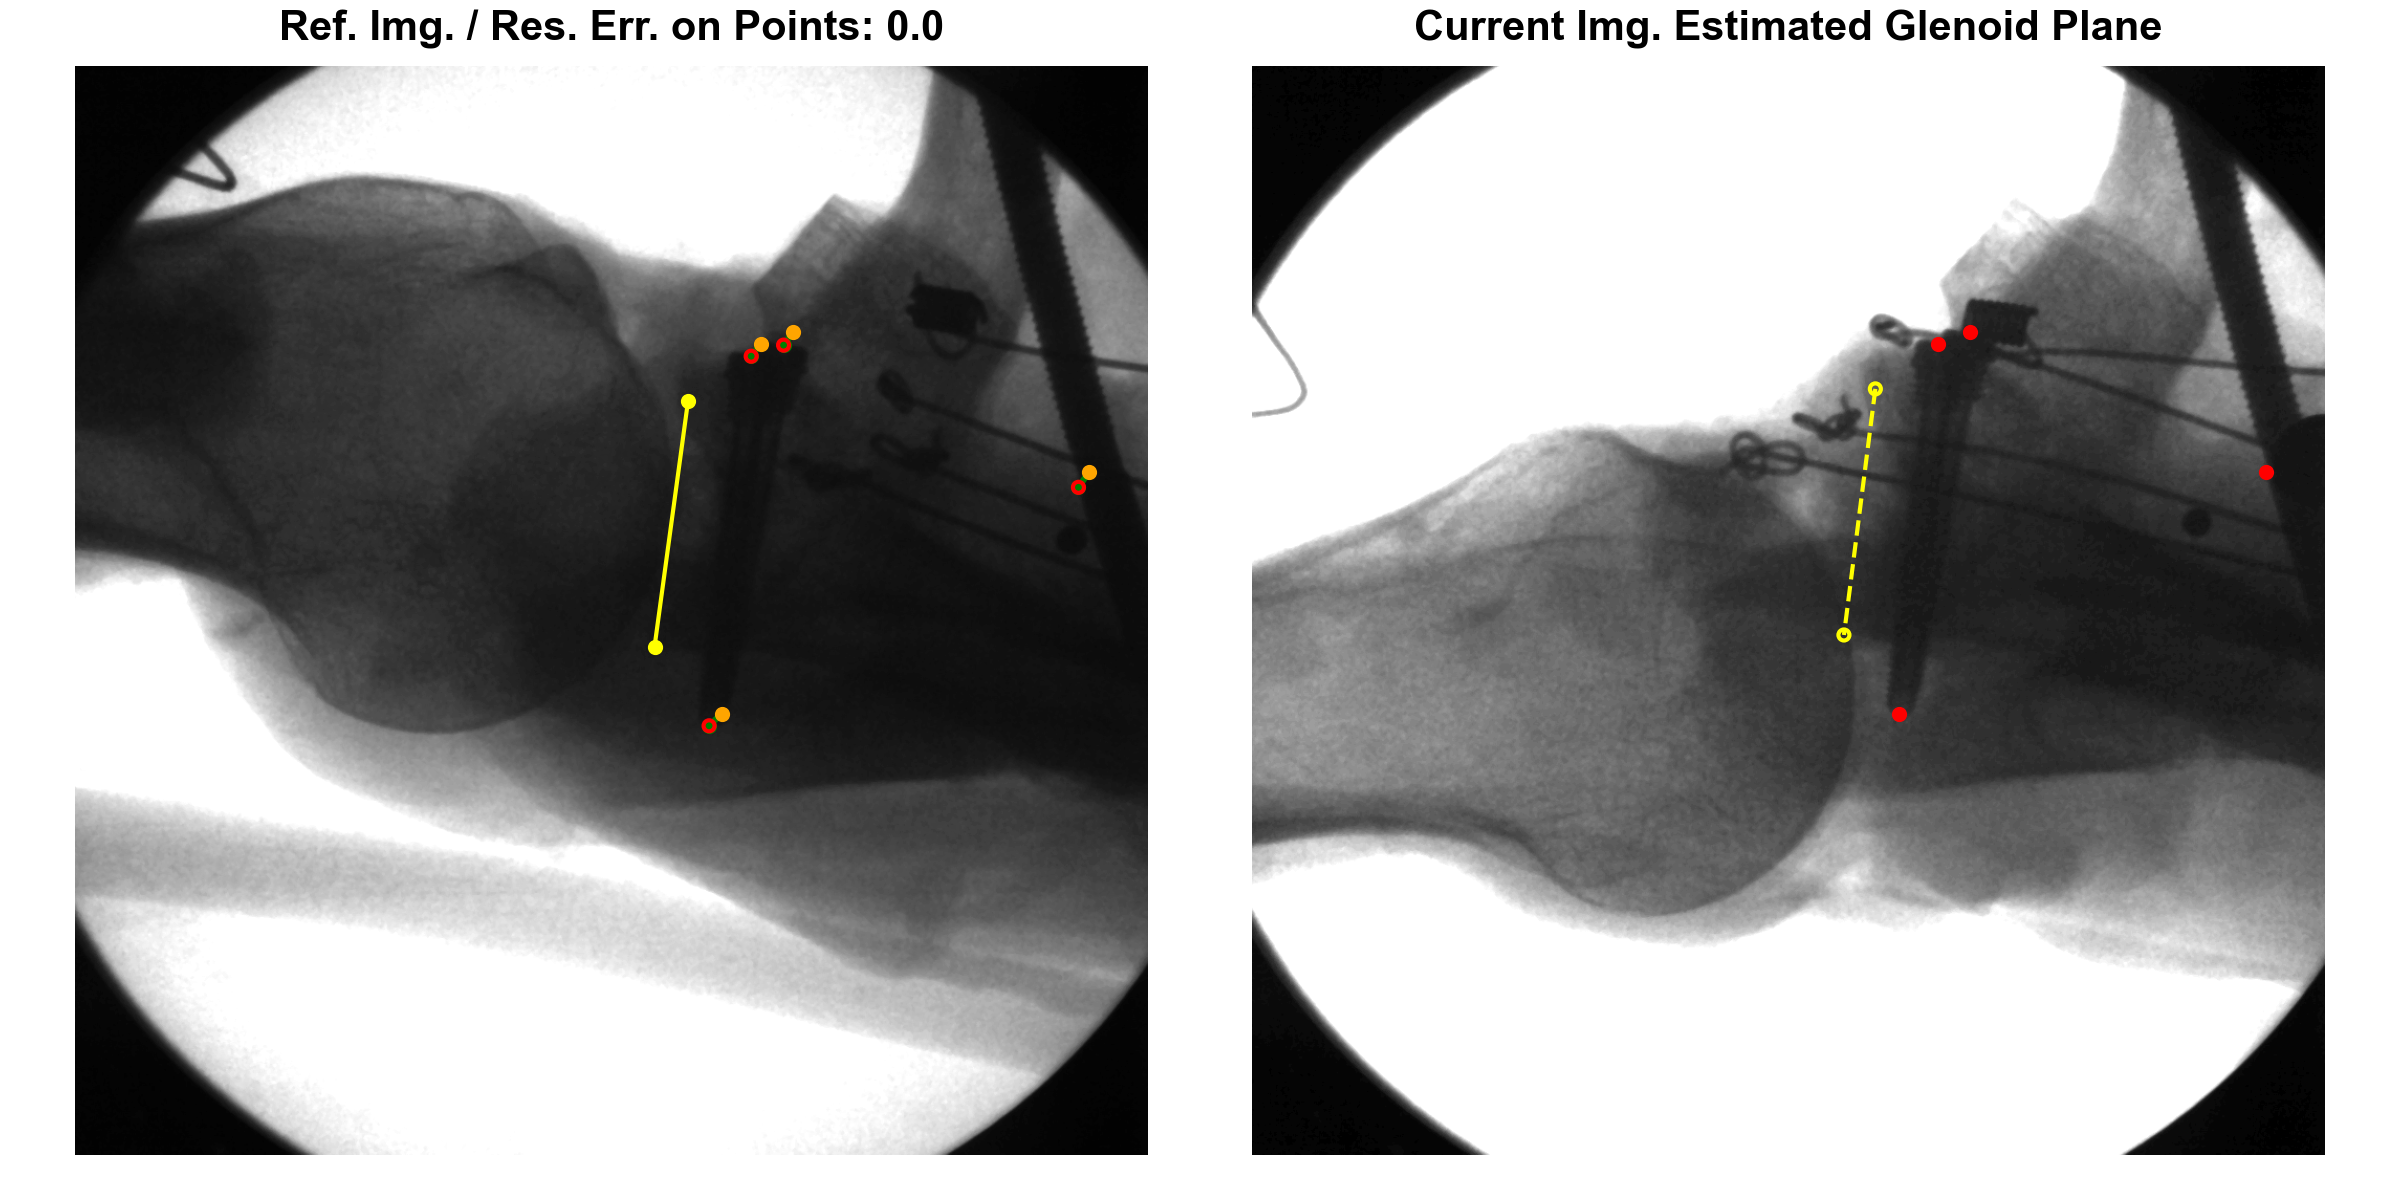 Ref. Img. / Res. Err. on Points: 0.0
Current Img. Estimated Glenoid Plane